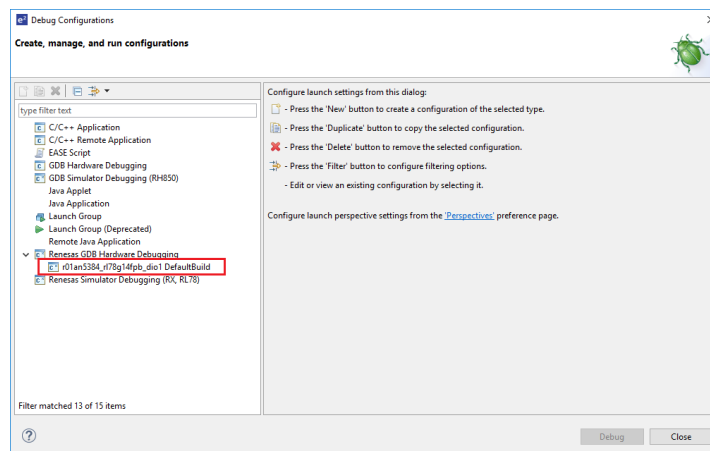 e² Debug Configurations
Create, manage, and run configurations
type filter text
C/C++ Application
C/C++ Remote Application
EASE Script
GDB Hardware Debugging
GDB Simulator Debugging (RH850)
Java Applet
Java Application
Launch Group
Launch Group (Deprecated)
Remote Java Application
Renesas GDB Hardware Debugging
r01an5384_rl78g14fpb_dio1 DefaultBuild
Renesas Simulator Debugging (RX, RL78)
Filter matched 13 of 15 items
Configure launch settings from this dialog:
- Press the 'New' button to create a configuration of the selected type.
- Press the 'Duplicate' button to copy the selected configuration.
- Press the 'Delete' button to remove the selected configuration.
- Press the 'Filter' button to configure filtering options.
- Edit or view an existing configuration by selecting it.
Configure launch perspective settings from the 'Perspectives' preference page.
Debug
Close